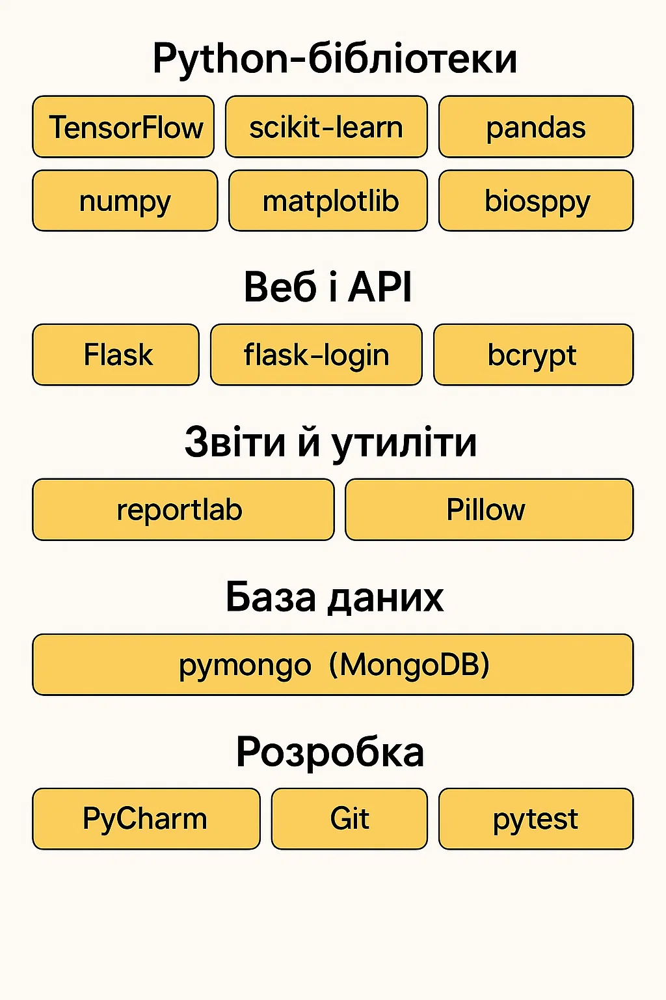 Python-бібліотеки
TensorFlow scikit-learn pandas
numpy matplotlib biosppy
Веб і API
Flask flask-login bcrypt
Звіти й утиліти
reportlab Pillow
База даних
pymongo (MongoDB)
Розробка
PyCharm Git pytest